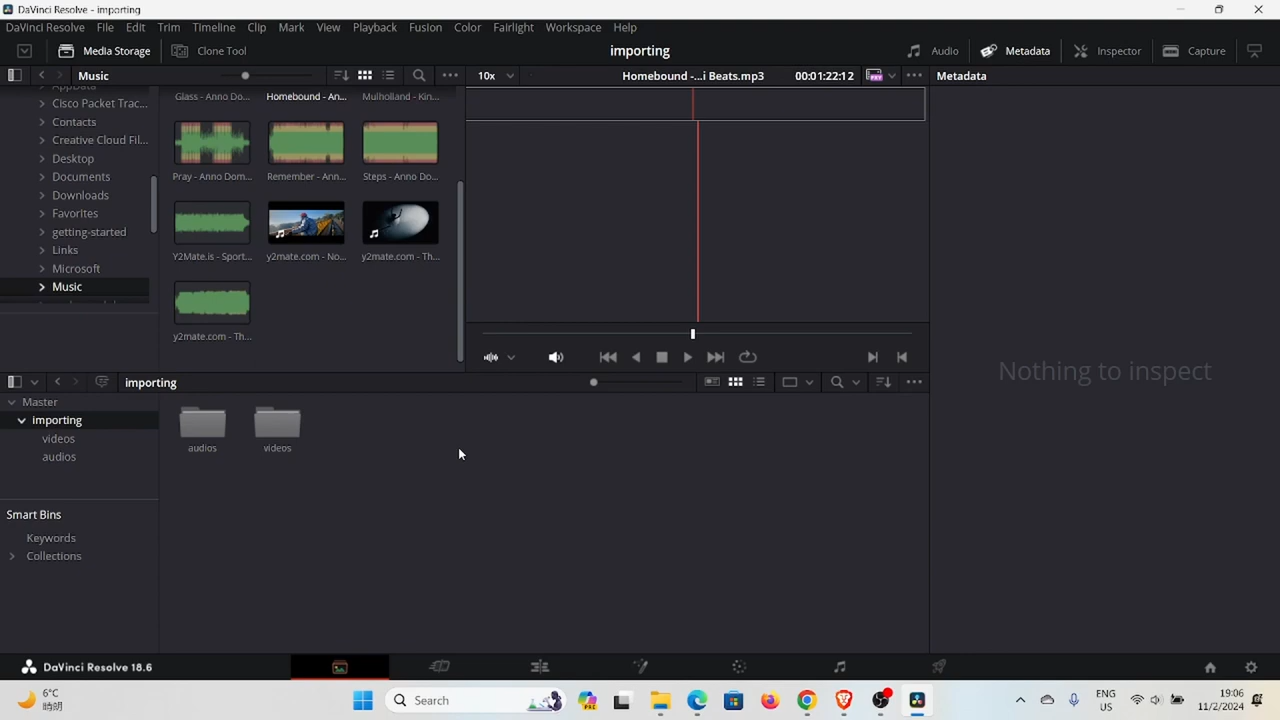 DaVinci Resolve - importing
DaVinci Resolve File Edit Trim Timeline Clip Mark View Playback Fusion Color Fairlight Workspace Help
Media Storage Clone Tool importing Audio Metadata Inspector Capture
Music 10x Homebound -...i Beats.mp3 00:01:22:12 Metadata
AppData
Cisco Packet Trac...
Contacts
Creative Cloud Fil...
Desktop
Documents
Downloads
Favorites
getting-started
Links
Microsoft
Music
Glass - Anno Do... Homebound - An... Mulholland - Kin...
Pray - Anno Dom... Remember - Ann... Steps - Anno Do...
Y2Mate.is - Sport... y2mate.com - No... y2mate.com - Th...
y2mate.com - Th...
Nothing to inspect
importing
Master
importing
videos
audios
audios videos
Smart Bins
Keywords
Collections
DaVinci Resolve 18.6
6°C
晴朗
Search
PRE
ENG
US
19:06
11/2/2024